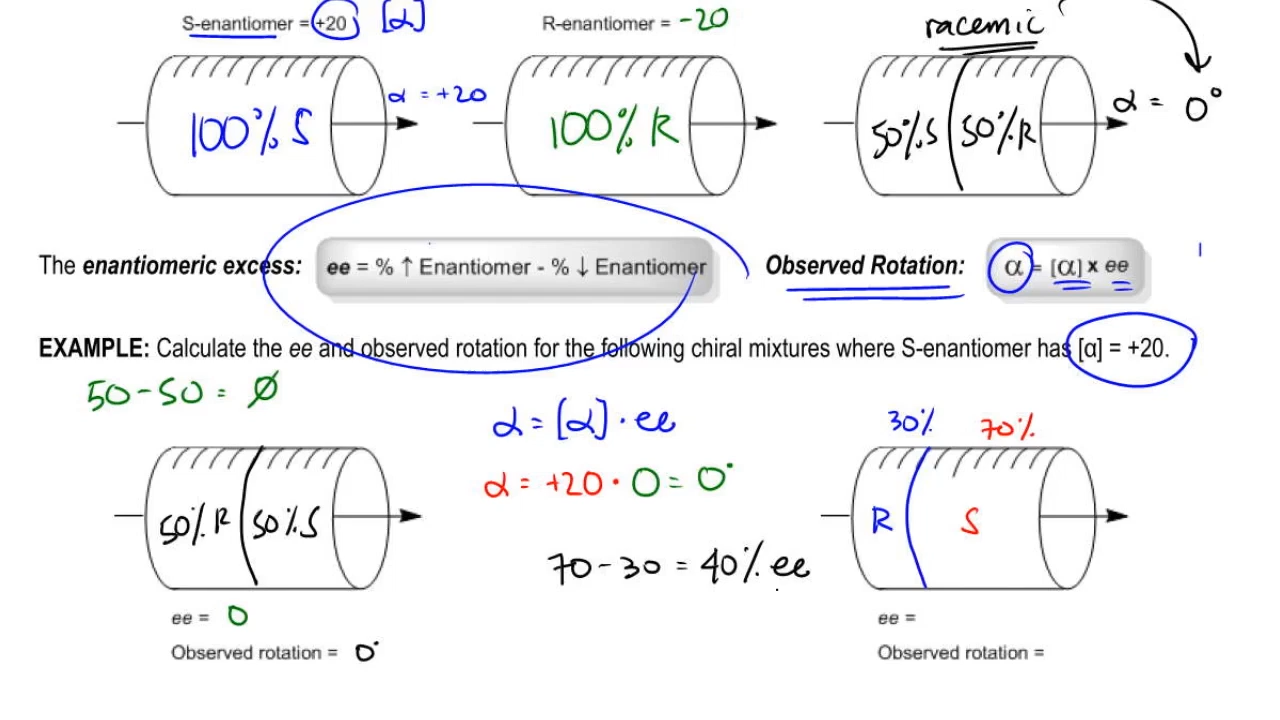 S-enantiomer = +20 [α]
R-enantiomer = -20
racemic
100% S
α = +20
100% R
50%S 50%R
α = 0°
The enantiomeric excess: ee = % ↑ Enantiomer - % ↓ Enantiomer Observed Rotation: α = [α] x ee
EXAMPLE: Calculate the ee and observed rotation for the following chiral mixtures where S-enantiomer has [α] = +20.
50-50 = 0
α = [α] · ee
30% 70%
α = +20 · 0 = 0°
50% R 50% S
R S
70-30 = 40% ee
ee = 0
Observed rotation = 0°
ee =
Observed rotation =